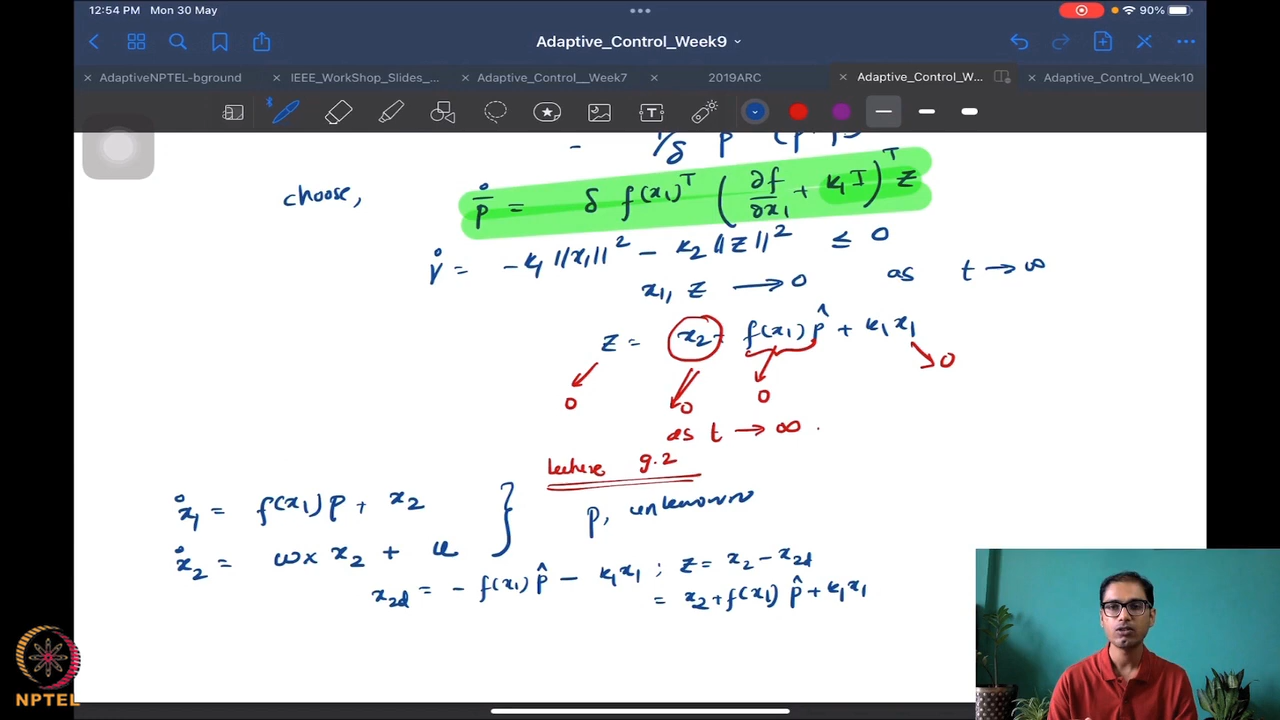 12:54 PM Mon 30 May
90%
Adaptive_Control_Week9
AdaptiveNPTEL-bground
IEEE_WorkShop_Slides_...
Adaptive_Control__Week7
2019ARC
Adaptive_Control_W...
Adaptive_Control_Week10
choose, ṗ = δ f(x₁)ᵀ (∂f/∂x₁ + k₁I)ᵀ z
V̇ = -k₁ ||x₁||² - k₂ ||z||² ≤ 0
x₁, z → 0 as t → ∞
z = x₂ + f(x₁) p̂ + k₁x₁
0 0 0 0
as t → ∞.
Lecture 9.2
ẋ₁ = f(x₁)p + x₂
p, unknown
ẋ₂ = ω× x₂ + u
x₂d = - f(x₁) p̂ - k₁x₁ ; z = x₂ - x₂d
= x₂ + f(x₁) p̂ + k₁x₁
NPTEL